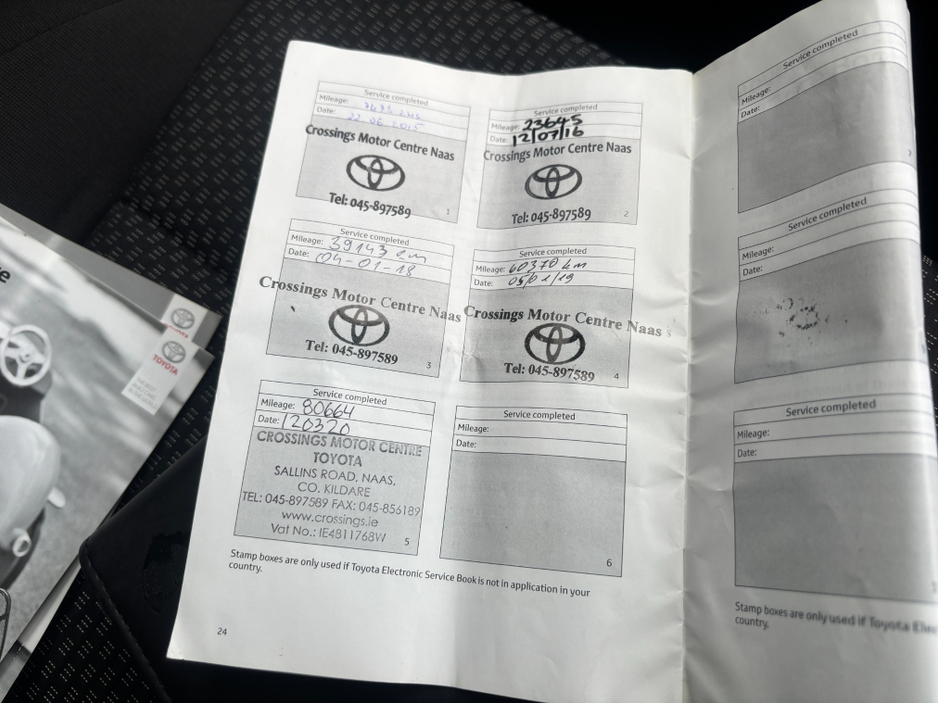 Service completed
Mileage:
Date: 22 06 2015
Crossings Motor Centre Naas
Tel: 045-897589
1
Service completed
Mileage: 23645
Date: 12/07/16
Crossings Motor Centre Naas
Tel: 045-897589
2
Service completed
Mileage: 39143 km
Date: 04-01-18
Crossings Motor Centre Naas
Tel: 045-897589
3
Service completed
Mileage: 60370 km
Date:
Crossings Motor Centre Naas
Tel: 045-897589
4
Service completed
Mileage: 80664
Date: 120320
CROSSINGS MOTOR CENTRE
TOYOTA
SALLINS ROAD, NAAS,
CO. KILDARE
TEL: 045-897589 FAX: 045-856189
www.crossings.ie
Vat No.: IE4811768W
5
Service completed
Mileage:
Date:
6
Stamp boxes are only used if Toyota Electronic Service Book is not in application in your
country.
24
Service completed
Mileage:
Date:
Service completed
Mileage:
Date:
Service completed
Mileage:
Date:
Stamp boxes are only used if Toyota Elec
country.
TOYOTA